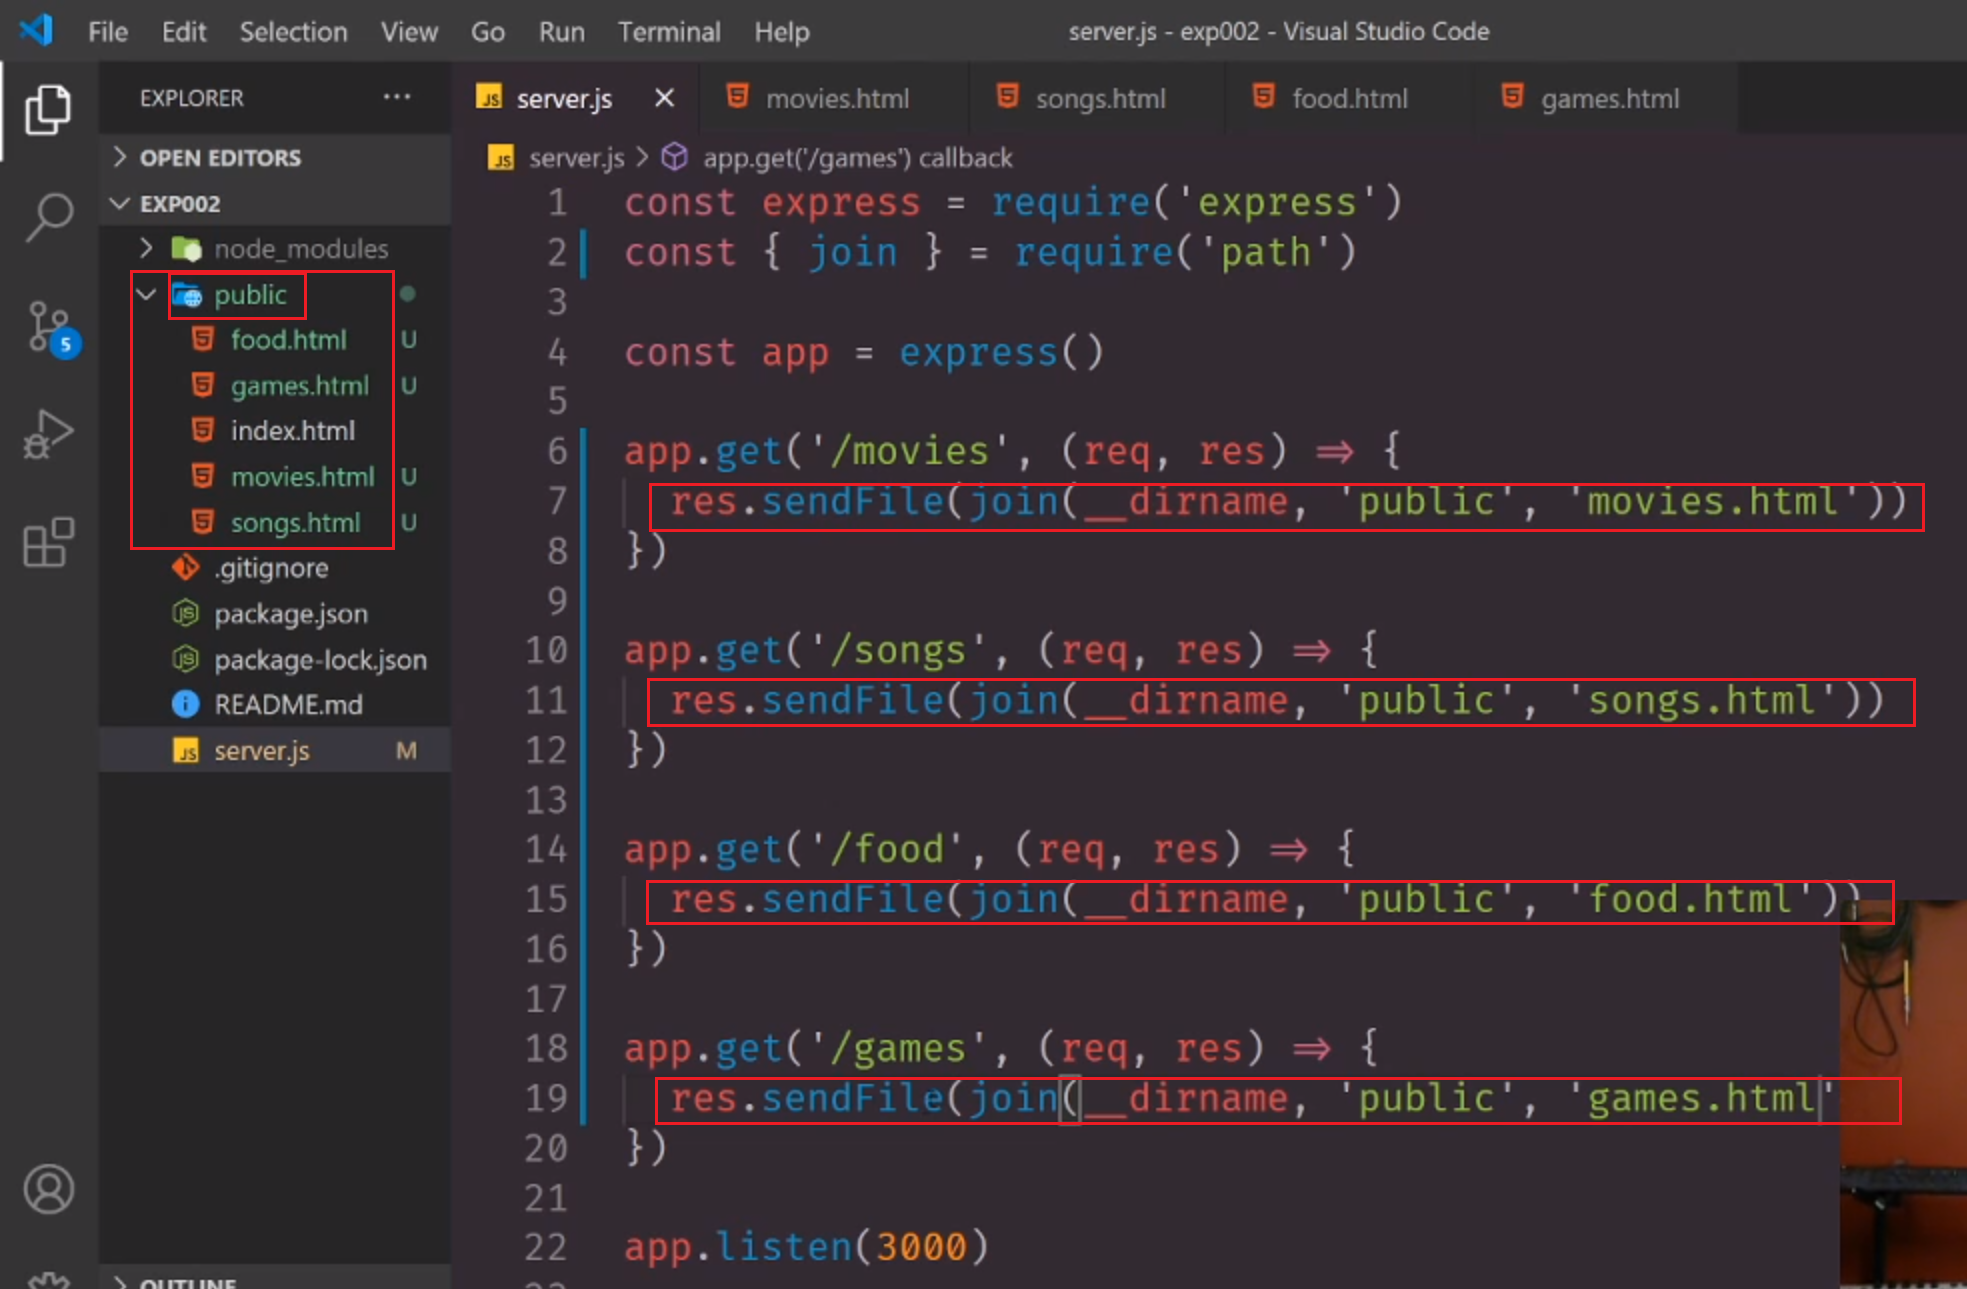 File Edit Selection View Go Run Terminal Help server.js - exp002 - Visual Studio Code
EXPLORER ···
OPEN EDITORS
EXP002
node_modules
public
food.html U
games.html U
index.html
movies.html U
songs.html U
.gitignore
package.json
package-lock.json
README.md
server.js M
OUTLINE
5
server.js movies.html songs.html food.html games.html
server.js > app.get('/games') callback
1 const express = require('express')
2 const { join } = require('path')
3
4 const app = express()
5
6 app.get('/movies', (req, res) => {
7 res.sendFile(join(__dirname, 'public', 'movies.html'))
8 })
9
10 app.get('/songs', (req, res) => {
11 res.sendFile(join(__dirname, 'public', 'songs.html'))
12 })
13
14 app.get('/food', (req, res) => {
15 res.sendFile(join(__dirname, 'public', 'food.html'))
16 })
17
18 app.get('/games', (req, res) => {
19 res.sendFile(join(__dirname, 'public', 'games.html'
20 })
21
22 app.listen(3000)